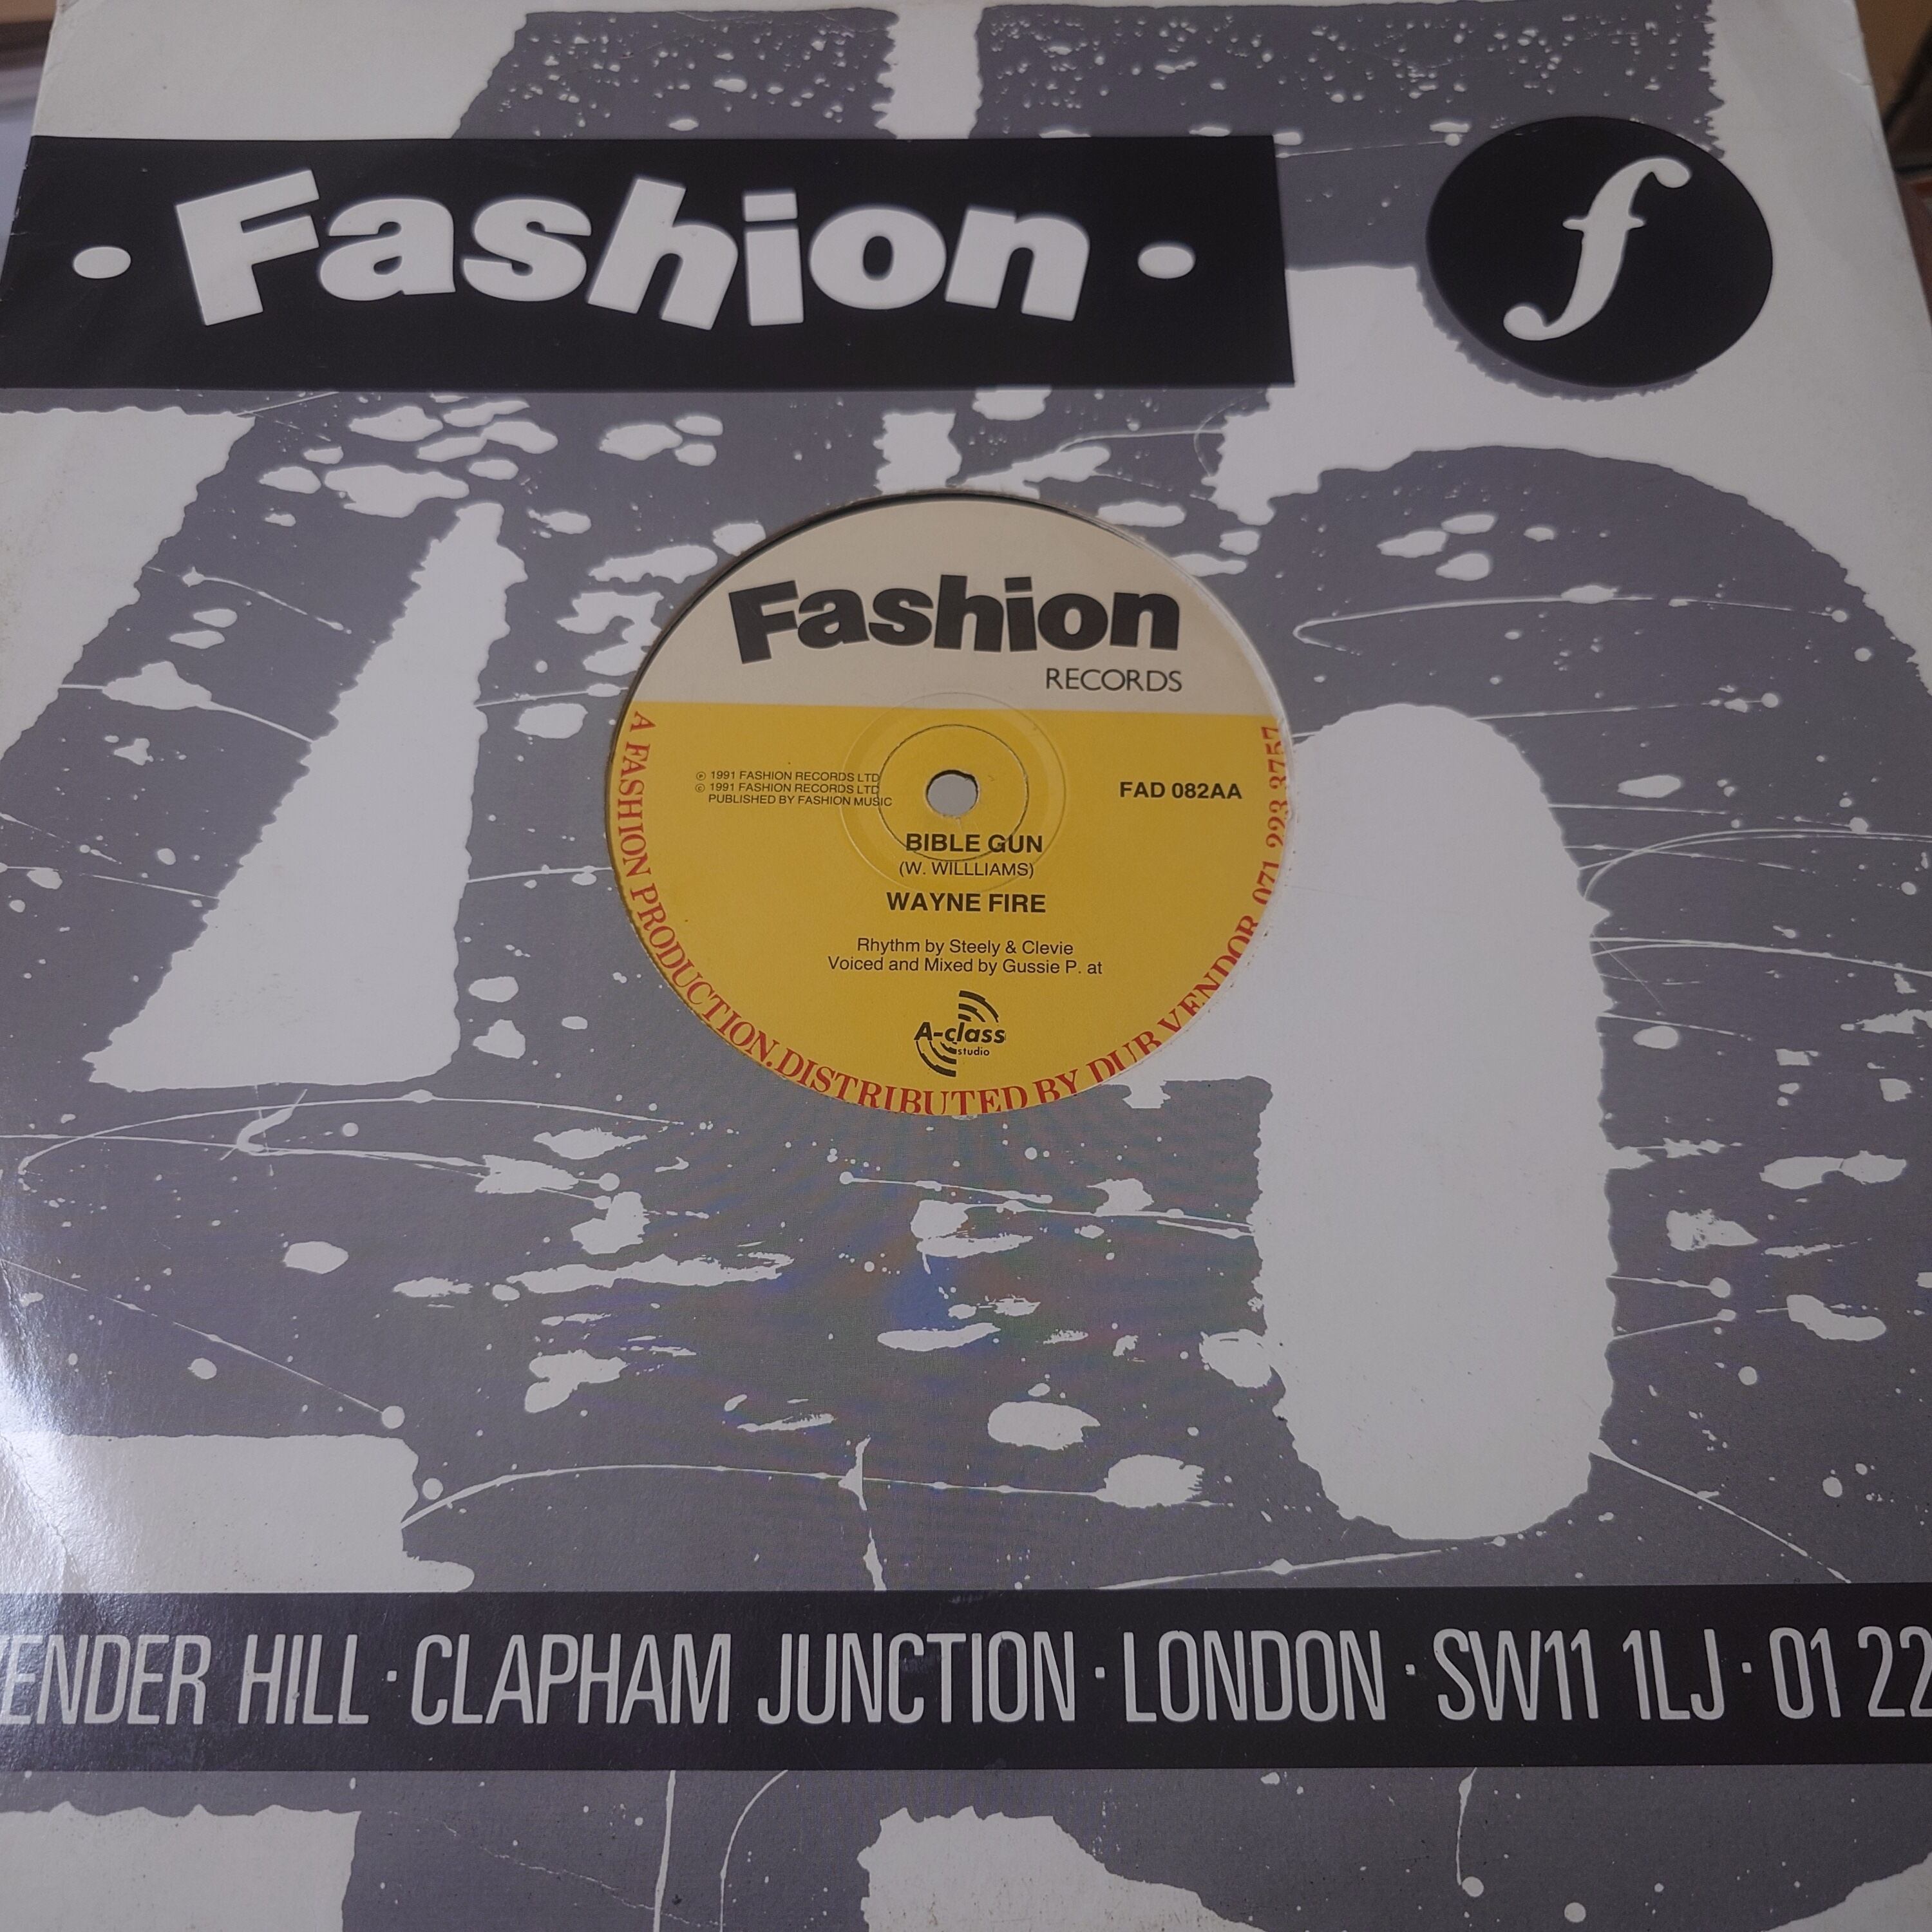 · Fashion ·
f
Fashion
RECORDS
℗ 1991 FASHION RECORDS LTD
© 1991 FASHION RECORDS LTD
PUBLISHED BY FASHION MUSIC
FAD 082AA
BIBLE GUN
(W. WILLLIAMS)
WAYNE FIRE
Rhythm by Steely & Clevie
Voiced and Mixed by Gussie P. at
A-class
studio
A FASHION PRODUCTION. DISTRIBUTED BY DUB VENDOR 071 223 3757
ENDER HILL · CLAPHAM JUNCTION · LONDON · SW11 1LJ · 01 22